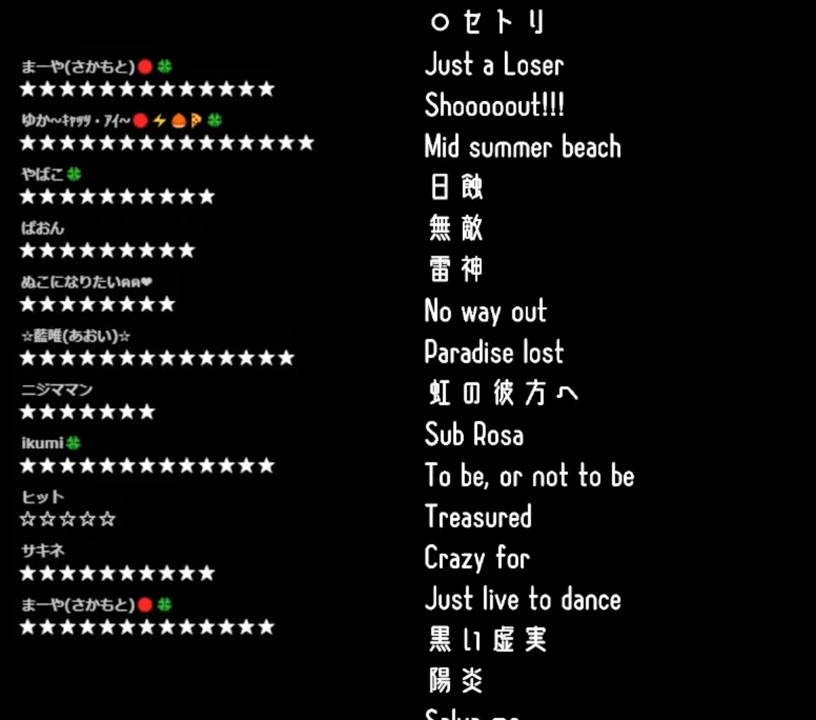 まーや(さかもと)🔴🍀
★★★★★★★★★★★★★
ゆか～ｷｬｯｯ・ｱｲ～🔴⚡🌰🍕🍀
★★★★★★★★★★★★★★★
やばこ🍀
★★★★★★★★★★
ぱおん
★★★★★★★★★
ぬこになりたいฅฅ❤
★★★★★★★★
☆藍唯(あおい)☆
★★★★★★★★★★★★★★
ニジママン
★★★★★★★
ikumi🍀
★★★★★★★★★★★★★
ヒット
☆☆☆☆☆
サキネ
★★★★★★★★★★
まーや(さかもと)🔴🍀
★★★★★★★★★★★★★
○セトリ
Just a Loser
Shooooout!!!
Mid summer beach
日蝕
無敵
雷神
No way out
Paradise lost
虹の彼方へ
Sub Rosa
To be, or not to be
Treasured
Crazy for
Just live to dance
黒い虚実
陽炎